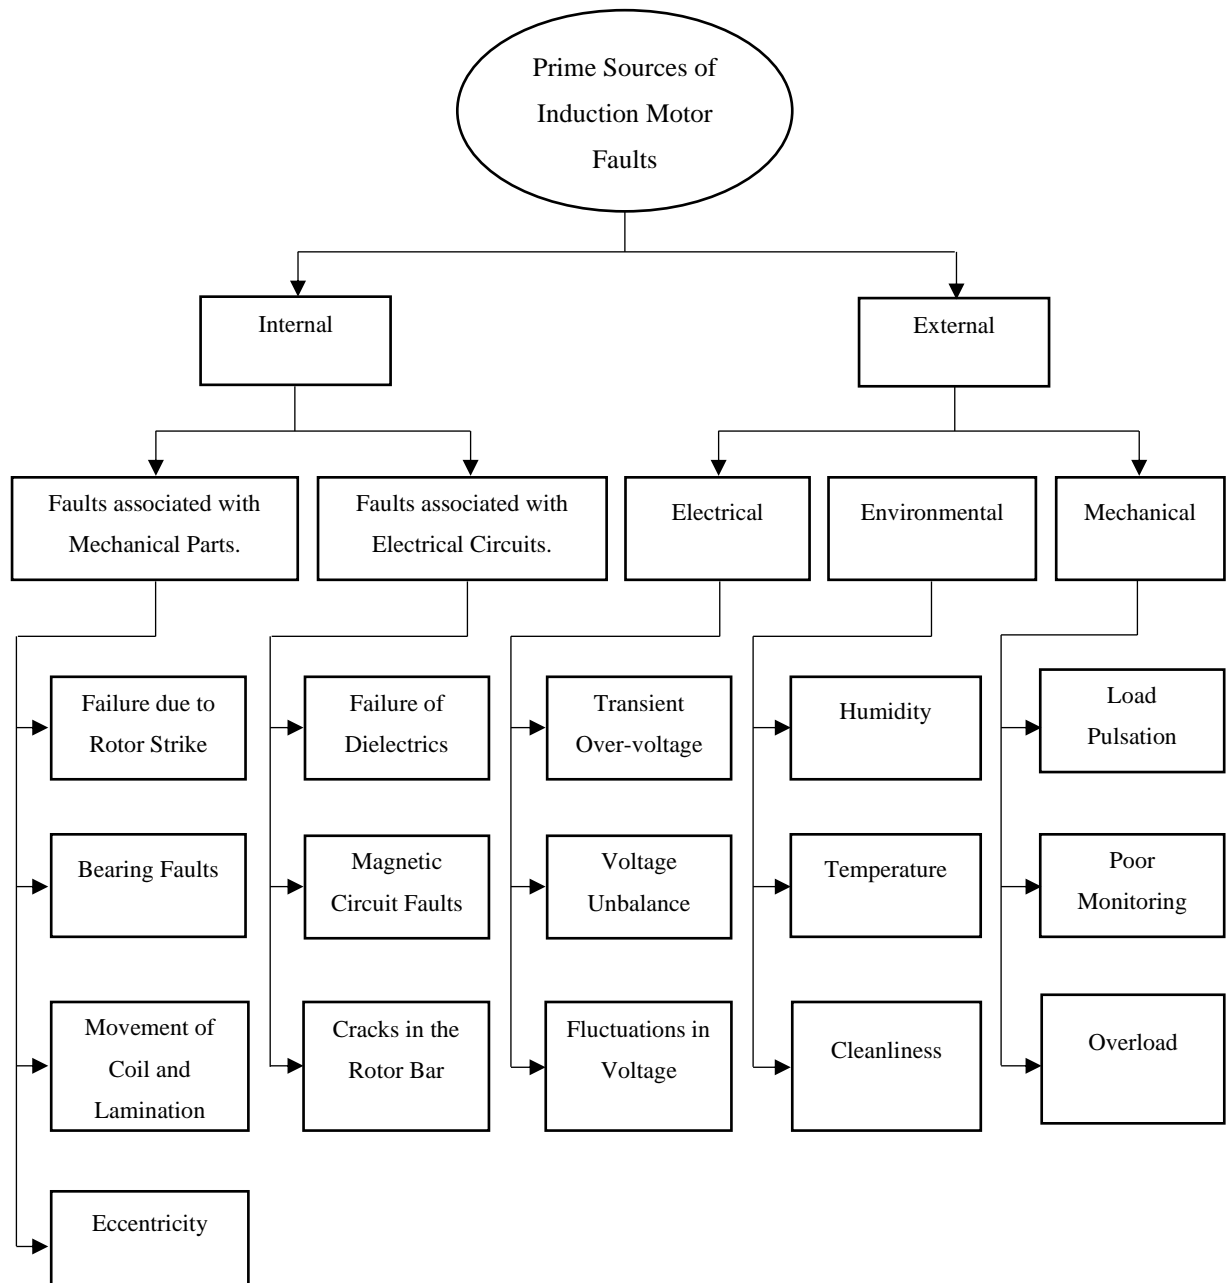 Prime Sources of
Induction Motor
Faults
Internal
External
Faults associated with
Mechanical Parts.
Faults associated with
Electrical Circuits.
Electrical
Environmental
Mechanical
Failure due to
Rotor Strike
Failure of
Dielectrics
Transient
Over-voltage
Humidity
Load
Pulsation
Bearing Faults
Magnetic
Circuit Faults
Voltage
Unbalance
Temperature
Poor
Monitoring
Movement of
Coil and
Lamination
Cracks in the
Rotor Bar
Fluctuations in
Voltage
Cleanliness
Overload
Eccentricity